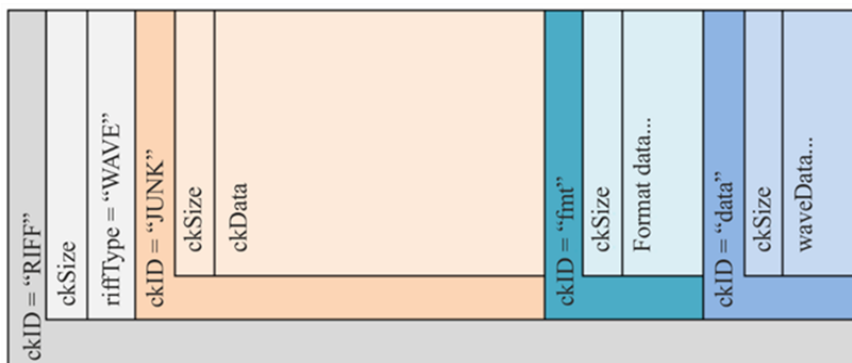 ckID = “RIFF”
ckSize
riffType = “WAVE”
ckID = “JUNK”
ckSize
ckData
ckID = “fmt”
ckSize
Format data...
ckID = “data”
ckSize
waveData...